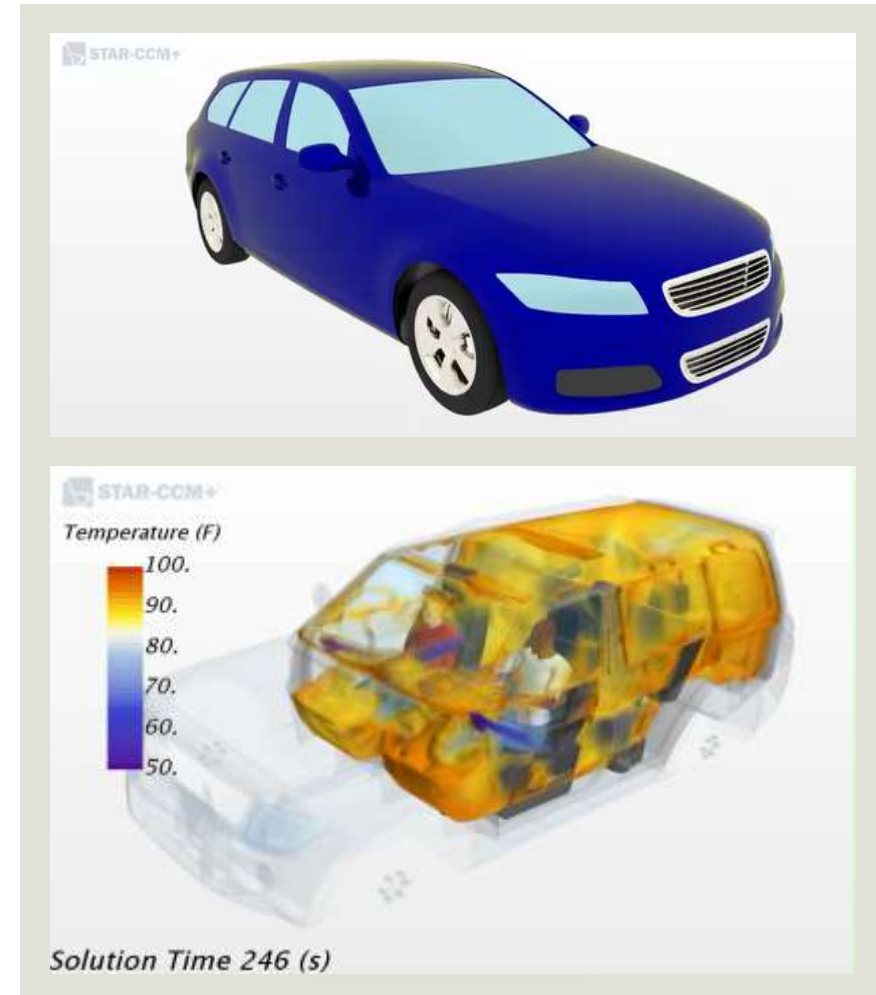 STAR-CCM+
STAR-CCM+
Temperature (F)
100.
90.
80.
70.
60.
50.
Solution Time 246 (s)